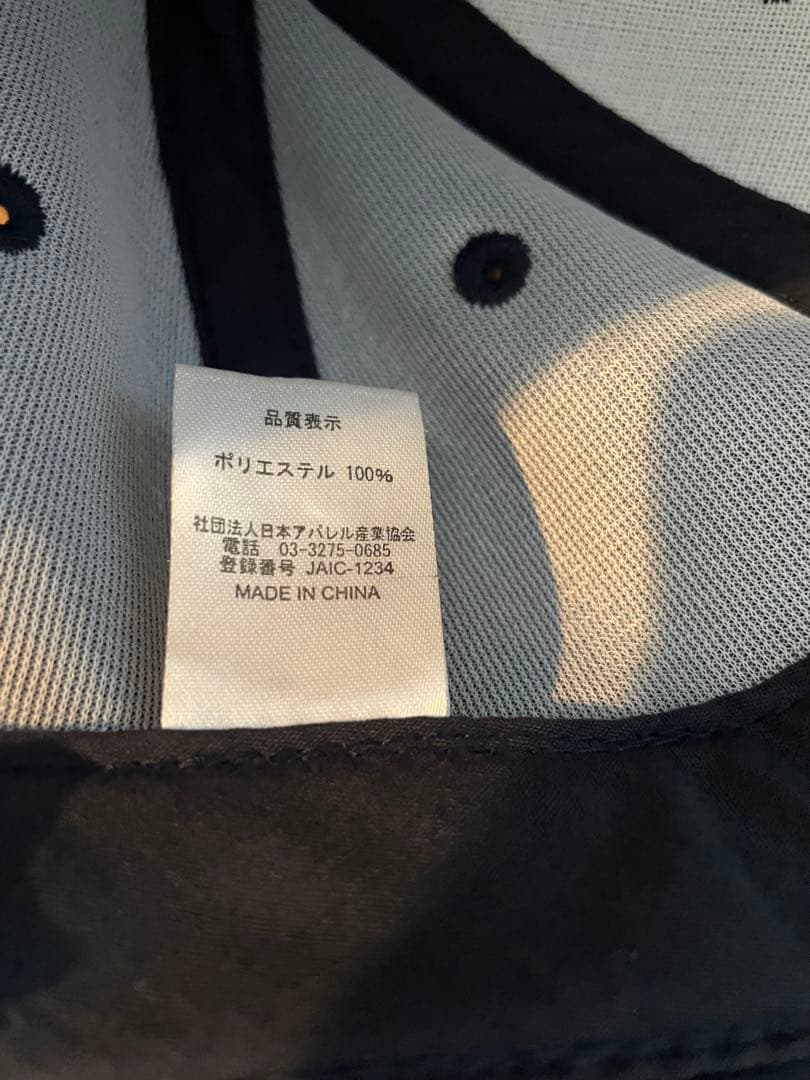 品質表示
ポリエステル 100%
社団法人日本アパレル産業協会
電話 03-3275-0685
登録番号 JAIC-1234
MADE IN CHINA